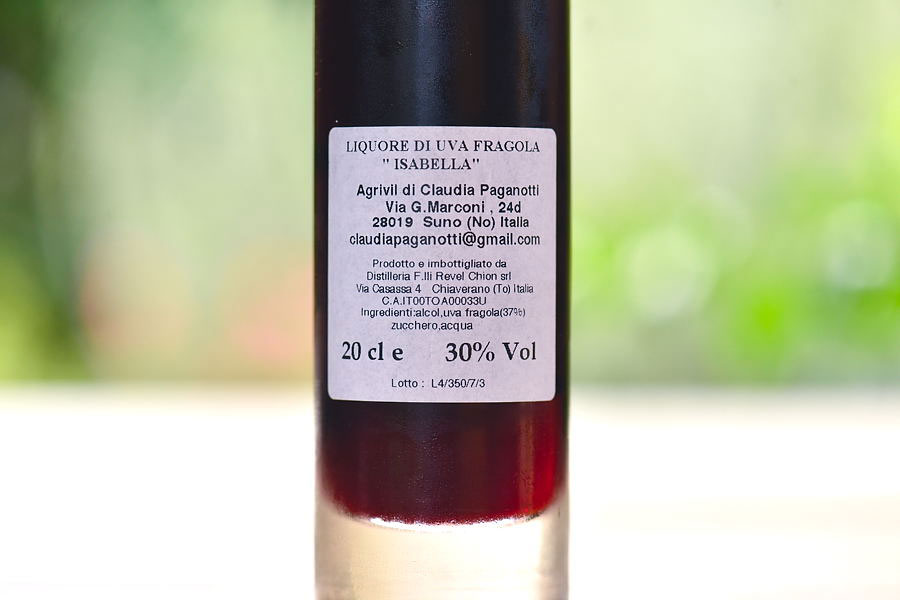 LIQUORE DI UVA FRAGOLA
" ISABELLA"
Agrivil di Claudia Paganotti
Via G.Marconi , 24d
28019 Suno (No) Italia
claudiapaganotti@gmail.com
Prodotto e imbottigliato da
Distilleria F.lli Revel Chion srl
Via Casassa 4 Chiaverano (To) Italia
C.A.IT00TOA00033U
Ingredienti:alcol,uva fragola(37%)
zucchero,acqua
20 cl e 30% Vol
Lotto : L4/350/7/3